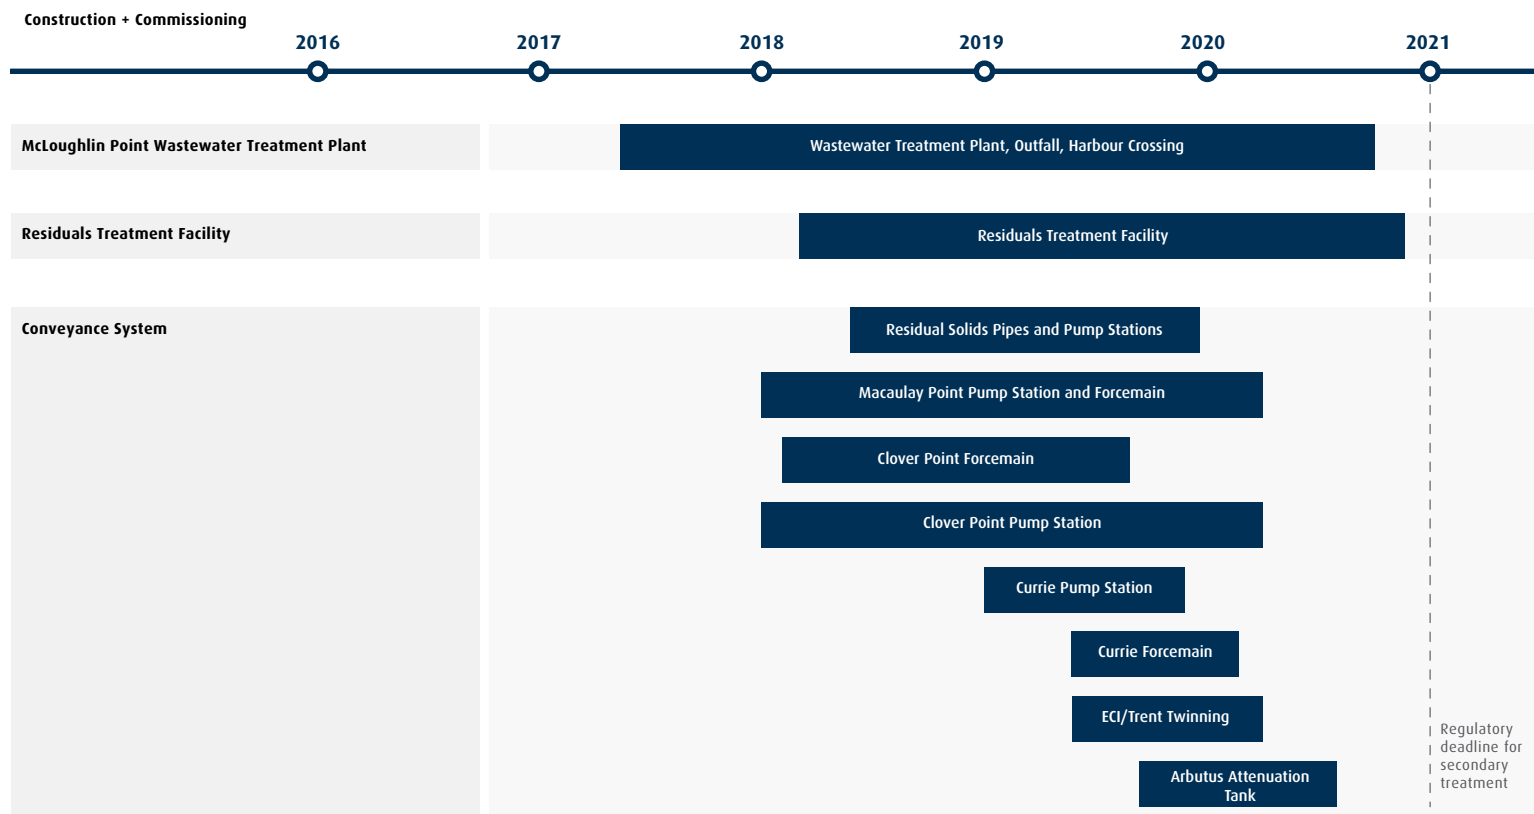 Construction + Commissioning
2016 2017 2018 2019 2020 2021
McLoughlin Point Wastewater Treatment Plant
Wastewater Treatment Plant, Outfall, Harbour Crossing
Residuals Treatment Facility
Residuals Treatment Facility
Conveyance System
Residual Solids Pipes and Pump Stations
Macaulay Point Pump Station and Forcemain
Clover Point Forcemain
Clover Point Pump Station
Currie Pump Station
Currie Forcemain
ECI/Trent Twinning
Arbutus Attenuation
Tank
Regulatory
deadline for
secondary
treatment